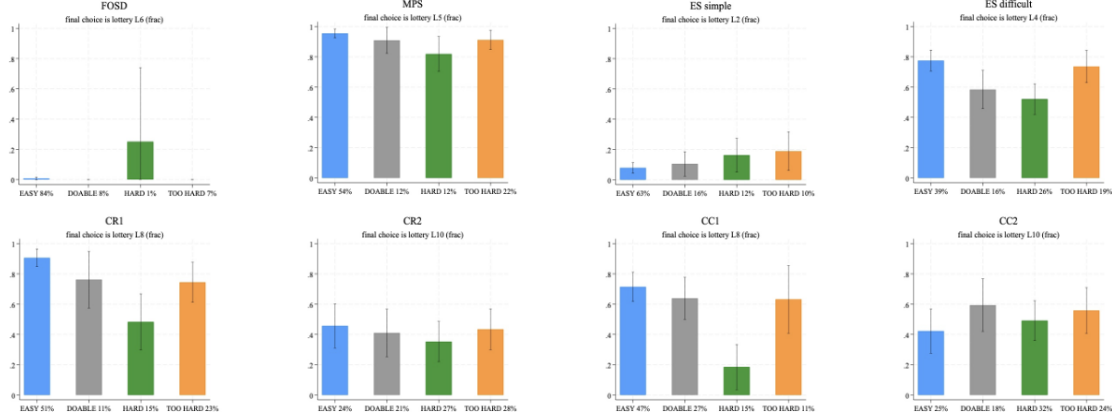 FOSD
final choice is lottery L6 (frac)
1
.8
.6
.4
.2
0
EASY 84% DOABLE 8% HARD 1% TOO HARD 7%
MPS
final choice is lottery L5 (frac)
1
.8
.6
.4
.2
0
EASY 54% DOABLE 12% HARD 12% TOO HARD 22%
ES simple
final choice is lottery L2 (frac)
1
.8
.6
.4
.2
0
EASY 63% DOABLE 16% HARD 12% TOO HARD 10%
ES difficult
final choice is lottery L4 (frac)
1
.8
.6
.4
.2
0
EASY 39% DOABLE 16% HARD 26% TOO HARD 19%
CR1
final choice is lottery L8 (frac)
1
.8
.6
.4
.2
0
EASY 51% DOABLE 11% HARD 15% TOO HARD 23%
CR2
final choice is lottery L10 (frac)
1
.8
.6
.4
.2
0
EASY 24% DOABLE 21% HARD 27% TOO HARD 28%
CC1
final choice is lottery L8 (frac)
1
.8
.6
.4
.2
0
EASY 47% DOABLE 27% HARD 15% TOO HARD 11%
CC2
final choice is lottery L10 (frac)
1
.8
.6
.4
.2
0
EASY 25% DOABLE 18% HARD 33% TOO HARD 24%